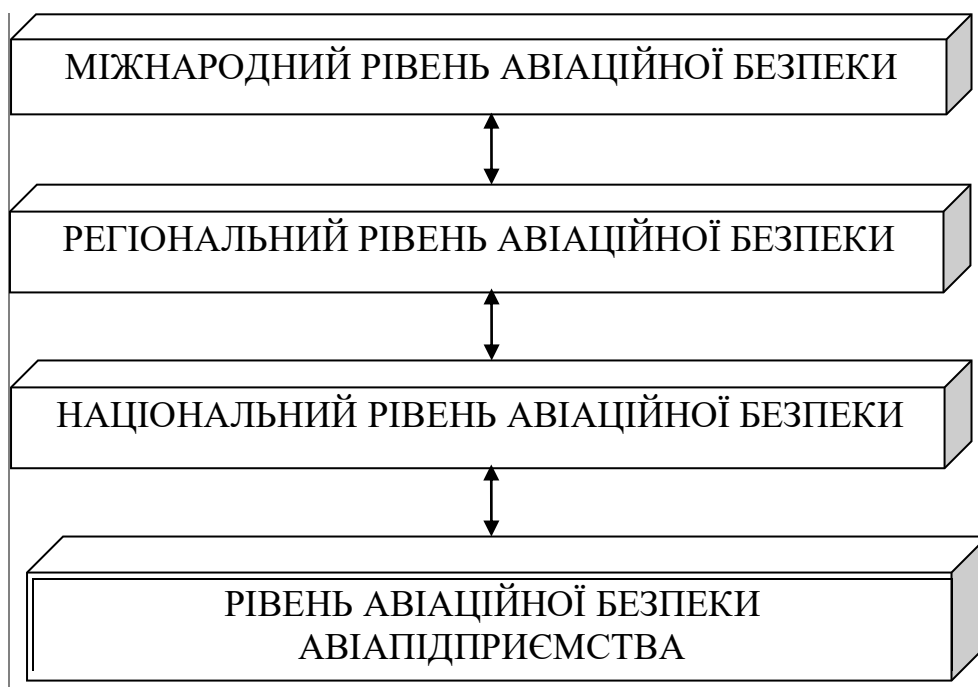 МІЖНАРОДНИЙ РІВЕНЬ АВІАЦІЙНОЇ БЕЗПЕКИ
РЕГІОНАЛЬНИЙ РІВЕНЬ АВІАЦІЙНОЇ БЕЗПЕКИ
НАЦІОНАЛЬНИЙ РІВЕНЬ АВІАЦІЙНОЇ БЕЗПЕКИ
РІВЕНЬ АВІАЦІЙНОЇ БЕЗПЕКИ
АВІАПІДПРИЄМСТВА